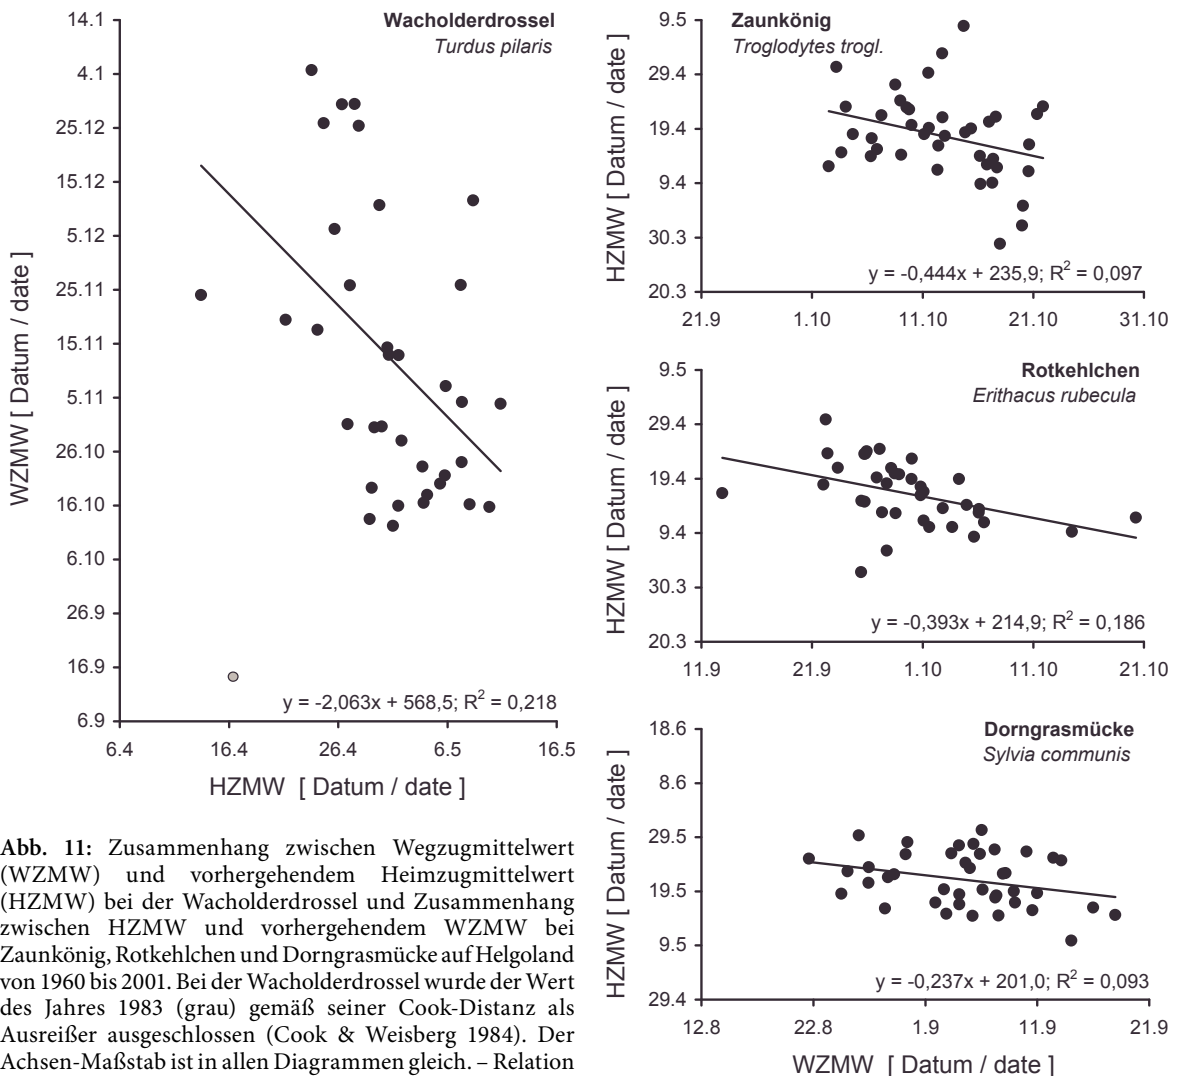 Wacholderdrossel
Turdus pilaris
WZMW [ Datum / date ]
14.1
4.1
25.12
15.12
5.12
25.11
15.11
5.11
26.10
16.10
6.10
26.9
16.9
6.9
y = -2,063x + 568,5; R² = 0,218
6.4 16.4 26.4 6.5 16.5
HZMW [ Datum / date ]
Zaunkönig
Troglodytes trogl.
HZMW [ Datum / date ]
9.5
29.4
19.4
9.4
30.3
20.3
y = -0,444x + 235,9; R² = 0,097
21.9 1.10 11.10 21.10 31.10
Rotkehlchen
Erithacus rubecula
HZMW [ Datum / date ]
9.5
29.4
19.4
9.4
30.3
20.3
y = -0,393x + 214,9; R² = 0,186
11.9 21.9 1.10 11.10 21.10
Dorngrasmücke
Sylvia communis
HZMW [ Datum / date ]
18.6
8.6
29.5
19.5
9.5
29.4
y = -0,237x + 201,0; R² = 0,093
12.8 22.8 1.9 11.9 21.9
WZMW [ Datum / date ]
Abb. 11: Zusammenhang zwischen Wegzugmittelwert
(WZMW) und vorhergehendem Heimzugmittelwert
(HZMW) bei der Wacholderdrossel und Zusammenhang
zwischen HZMW und vorhergehendem WZMW bei
Zaunkönig, Rotkehlchen und Dorngrasmücke auf Helgoland
von 1960 bis 2001. Bei der Wacholderdrossel wurde der Wert
des Jahres 1983 (grau) gemäß seiner Cook-Distanz als
Ausreißer ausgeschlossen (Cook & Weisberg 1984). Der
Achsen-Maßstab ist in allen Diagrammen gleich. – Relation